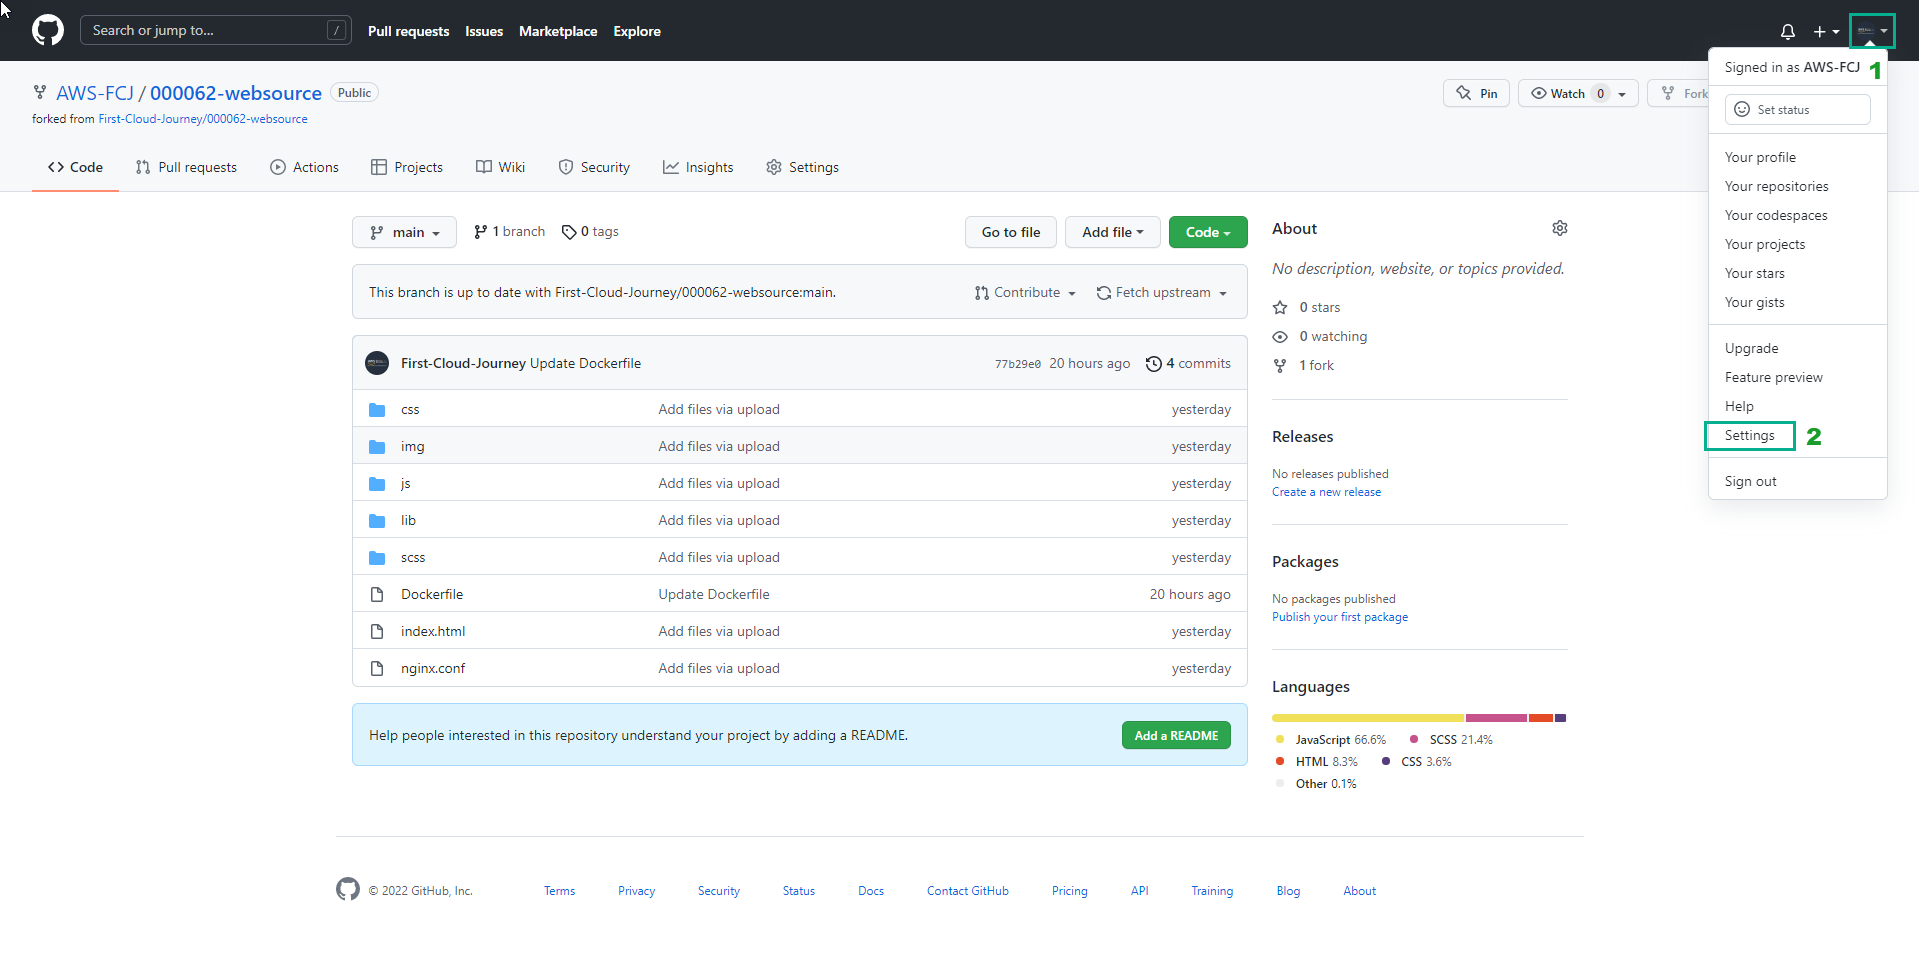 Search or jump to... /
Pull requests Issues Marketplace Explore
Signed in as AWS-FCJ 1
AWS-FCJ / 000062-websource Public
forked from First-Cloud-Journey/000062-websource
Pin Watch 0 Fork
Set status
Your profile
Your repositories
Your codespaces
Your projects
Your stars
Your gists
Upgrade
Feature preview
Help
Settings 2
Sign out
Code Pull requests Actions Projects Wiki Security Insights Settings
main 1 branch 0 tags Go to file Add file Code
This branch is up to date with First-Cloud-Journey/000062-websource:main. Contribute Fetch upstream
First-Cloud-Journey Update Dockerfile 77b29e0 20 hours ago 4 commits
css Add files via upload yesterday
img Add files via upload yesterday
js Add files via upload yesterday
lib Add files via upload yesterday
scss Add files via upload yesterday
Dockerfile Update Dockerfile 20 hours ago
index.html Add files via upload yesterday
nginx.conf Add files via upload yesterday
Help people interested in this repository understand your project by adding a README. Add a README
About
No description, website, or topics provided.
0 stars
0 watching
1 fork
Releases
No releases published
Create a new release
Packages
No packages published
Publish your first package
Languages
JavaScript 66.6% SCSS 21.4%
HTML 8.3% CSS 3.6%
Other 0.1%
© 2022 GitHub, Inc. Terms Privacy Security Status Docs Contact GitHub Pricing API Training Blog About